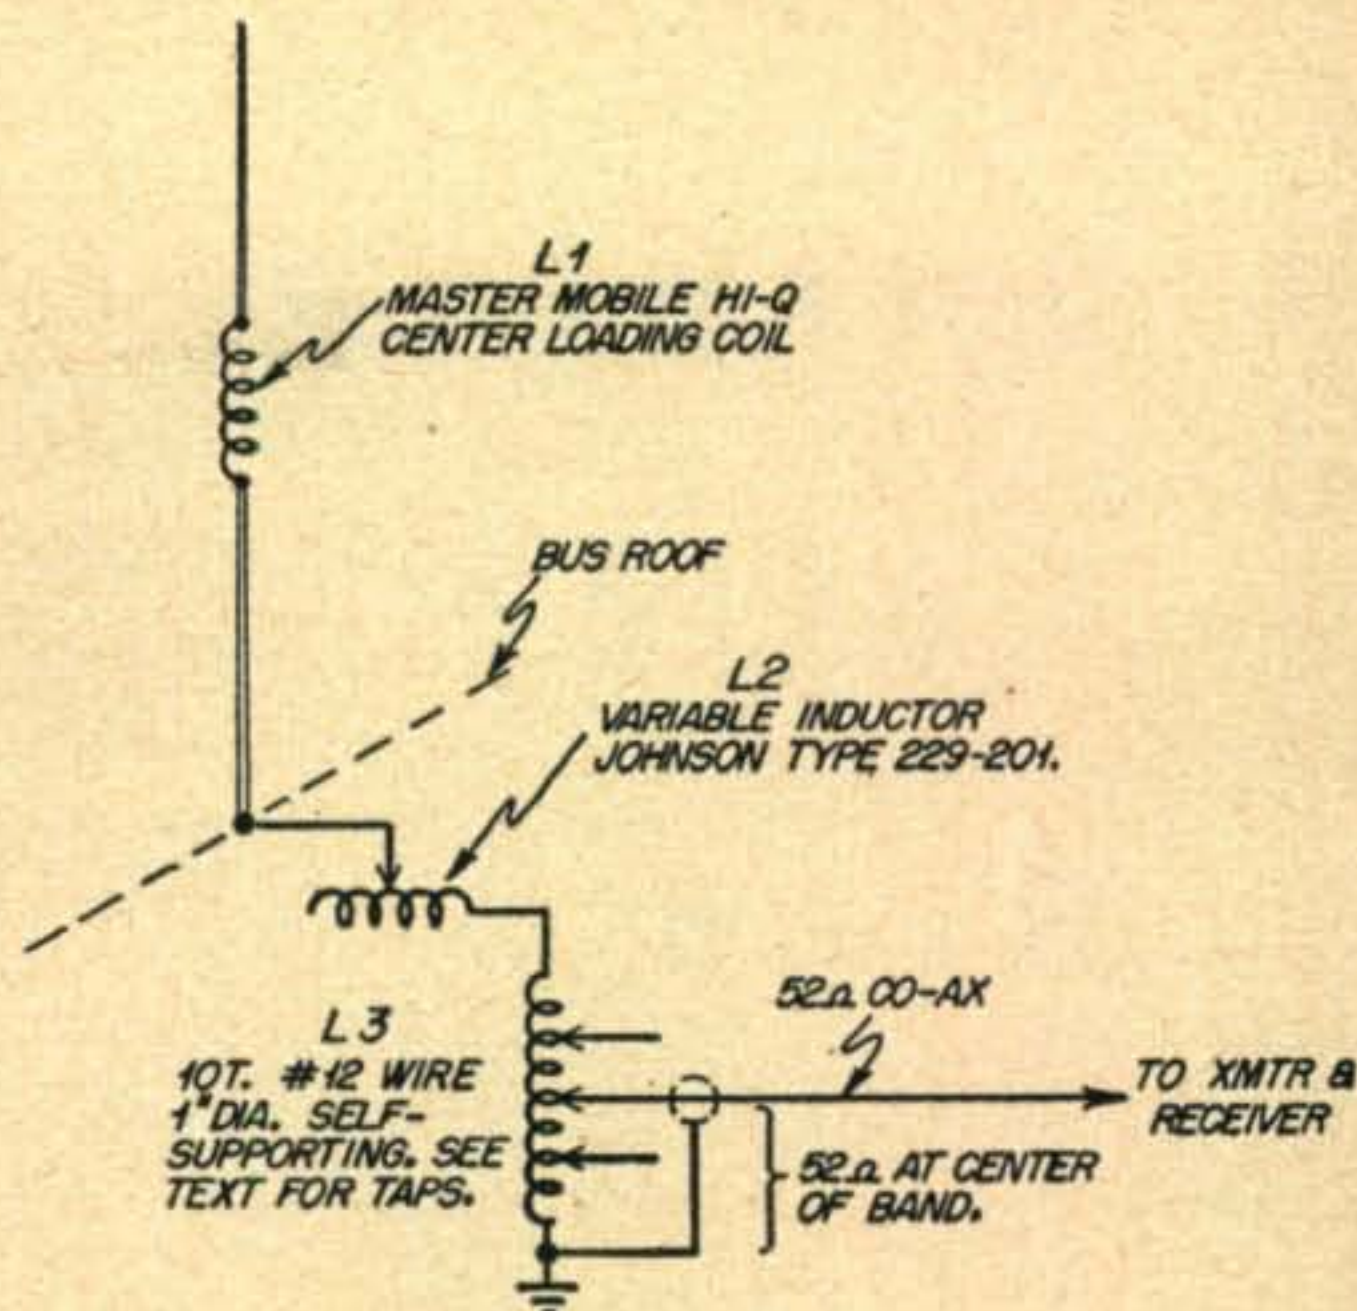 L1
MASTER MOBILE HI-Q
CENTER LOADING COIL
BUS ROOF
L2
VARIABLE INDUCTOR
JOHNSON TYPE 229-201.
L3
10T. #12 WIRE
1" DIA. SELF-
SUPPORTING. SEE
TEXT FOR TAPS.
52Ω CO-AX
TO XMTR &
RECEIVER
52Ω AT CENTER
OF BAND.